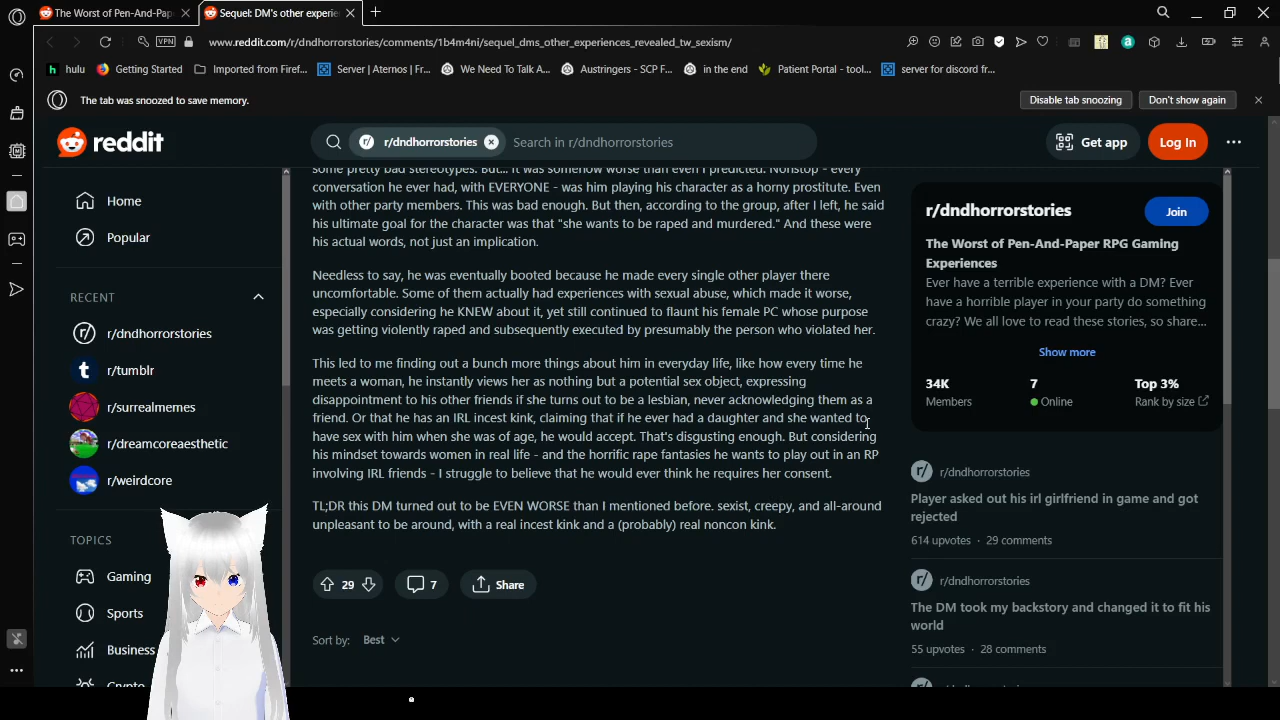 The Worst of Pen-And-Pap
Sequel: DM's other experie
www.reddit.com/r/dndhorrorstories/comments/1b4m4ni/sequel_dms_other_experiences_revealed_tw_sexism/
VPN
hulu
Getting Started
Imported from Firef...
Server | Aternos | Fr...
We Need To Talk A...
Austringers - SCP F...
in the end
Patient Portal - tool...
server for discord fr...
The tab was snoozed to save memory.
Disable tab snoozing
Don't show again
reddit
r/dndhorrorstories
Search in r/dndhorrorstories
Get app
Log In
Home
Popular
RECENT
r/dndhorrorstories
r/tumblr
r/surrealmemes
r/dreamcoreaesthetic
r/weirdcore
TOPICS
Gaming
Sports
Business
Crypto
some pretty bad stereotypes. But... It was somehow worse than even I predicted. Nonstop - every
conversation he ever had, with EVERYONE - was him playing his character as a horny prostitute. Even
with other party members. This was bad enough. But then, according to the group, after I left, he said
his ultimate goal for the character was that "she wants to be raped and murdered." And these were
his actual words, not just an implication.
Needless to say, he was eventually booted because he made every single other player there
uncomfortable. Some of them actually had experiences with sexual abuse, which made it worse,
especially considering he KNEW about it, yet still continued to flaunt his female PC whose purpose
was getting violently raped and subsequently executed by presumably the person who violated her.
This led to me finding out a bunch more things about him in everyday life, like how every time he
meets a woman, he instantly views her as nothing but a potential sex object, expressing
disappointment to his other friends if she turns out to be a lesbian, never acknowledging them as a
friend. Or that he has an IRL incest kink, claiming that if he ever had a daughter and she wanted to
have sex with him when she was of age, he would accept. That's disgusting enough. But considering
his mindset towards women in real life - and the horrific rape fantasies he wants to play out in an RP
involving IRL friends - I struggle to believe that he would ever think he requires her consent.
TL;DR this DM turned out to be EVEN WORSE than I mentioned before. sexist, creepy, and all-around
unpleasant to be around, with a real incest kink and a (probably) real noncon kink.
29
7
Share
Sort by:
Best
r/dndhorrorstories
Join
The Worst of Pen-And-Paper RPG Gaming
Experiences
Ever have a terrible experience with a DM? Ever
have a horrible player in your party do something
crazy? We all love to read these stories, so share...
Show more
34K
Members
7
Online
Top 3%
Rank by size
r/dndhorrorstories
Player asked out his irl girlfriend in game and got
rejected
614 upvotes · 29 comments
r/dndhorrorstories
The DM took my backstory and changed it to fit his
world
55 upvotes · 28 comments